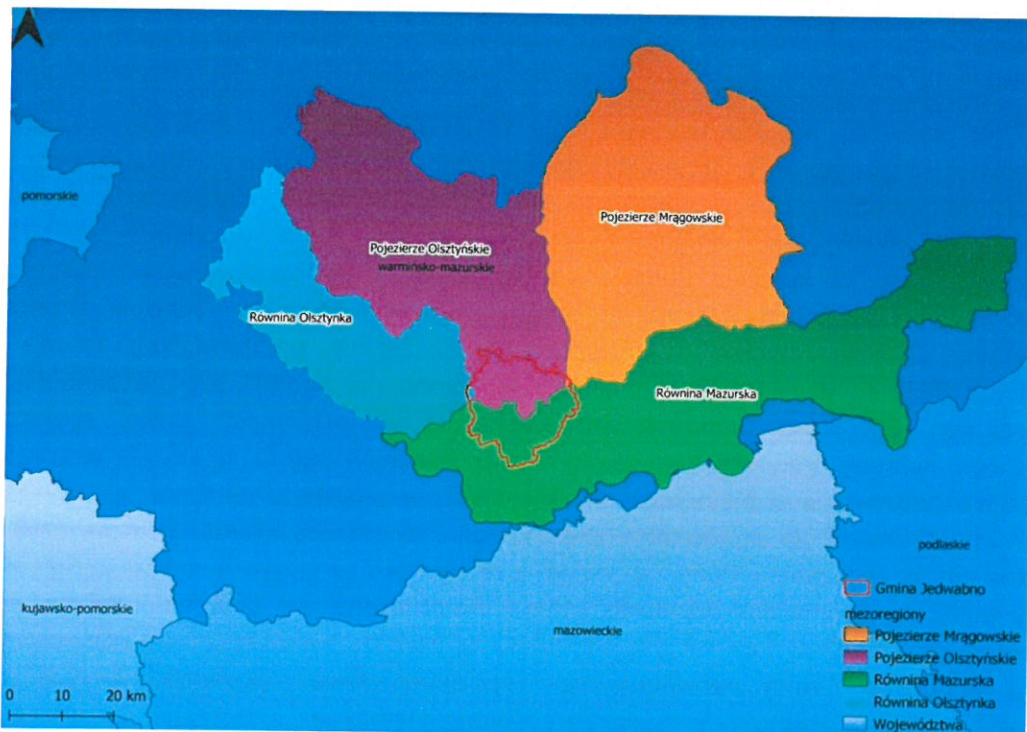 pomorskie
Pojezierze Mrągowskie
Pojezierze Olsztyńskie
warmińsko-mazurskie
Równina Olsztynka
Równina Mazurska
podlaskie
kujawsko-pomorskie
mazowieckie
Gmina Jedwabno
mezoregiony
Pojezierze Mrągowskie
Pojezierze Olsztyńskie
Równina Mazurska
Równina Olsztynka
Województwa
0 10 20 km